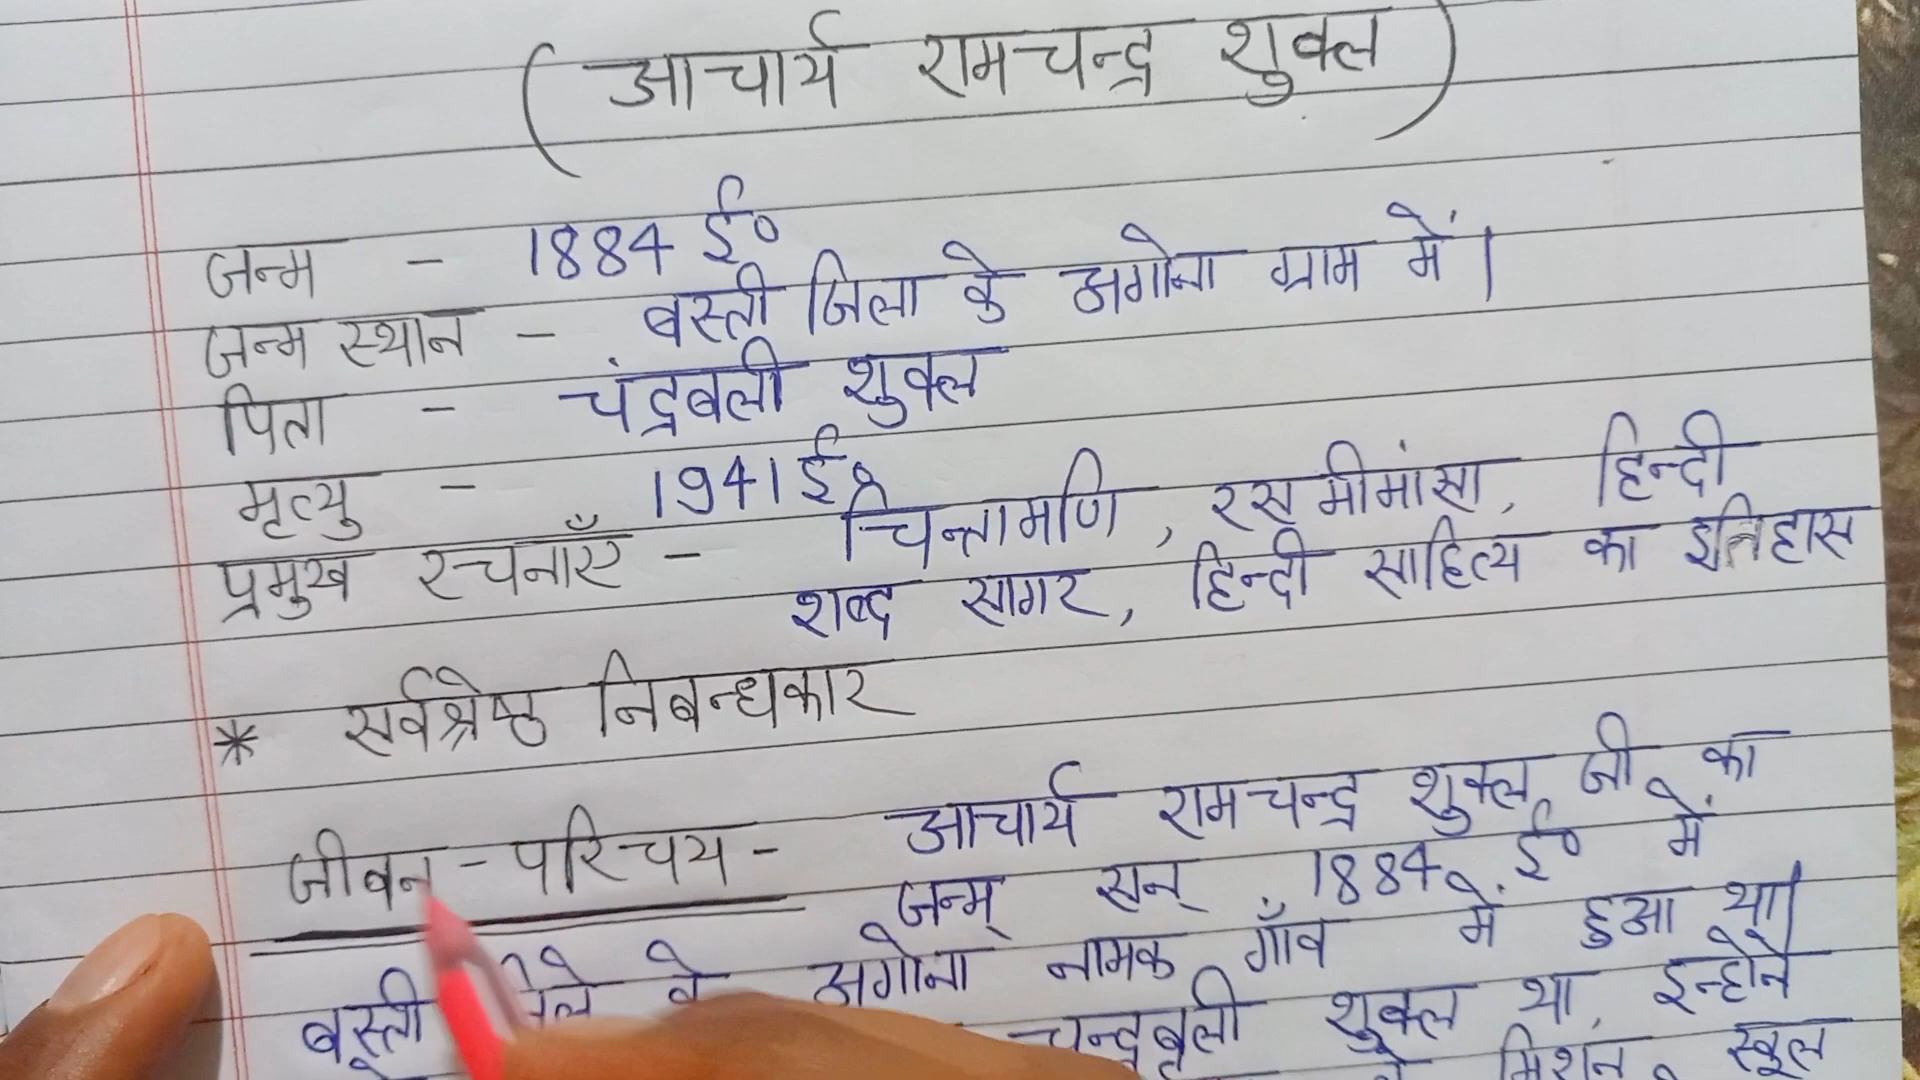 (आचार्य रामचन्द्र शुक्ल)
जन्म - 1884 ई०
जन्म स्थान - बस्ती जिला के अगोना ग्राम में।
पिता - चंद्रबली शुक्ल
मृत्यु - 1941 ई०
प्रमुख रचनाएँ - चिन्तामणि, रस मीमांसा, हिन्दी
शब्द सागर, हिन्दी साहित्य का इतिहास
* सर्वश्रेष्ठ निबन्धकार
जीवन-परिचय - आचार्य रामचन्द्र शुक्ल जी का
जन्म् सन् 1884 ई० में
बस्ती के अगोना नामक गाँव में हुआ था।
चन्द्रबली शुक्ल था, इन्होने
मिशन स्कूल